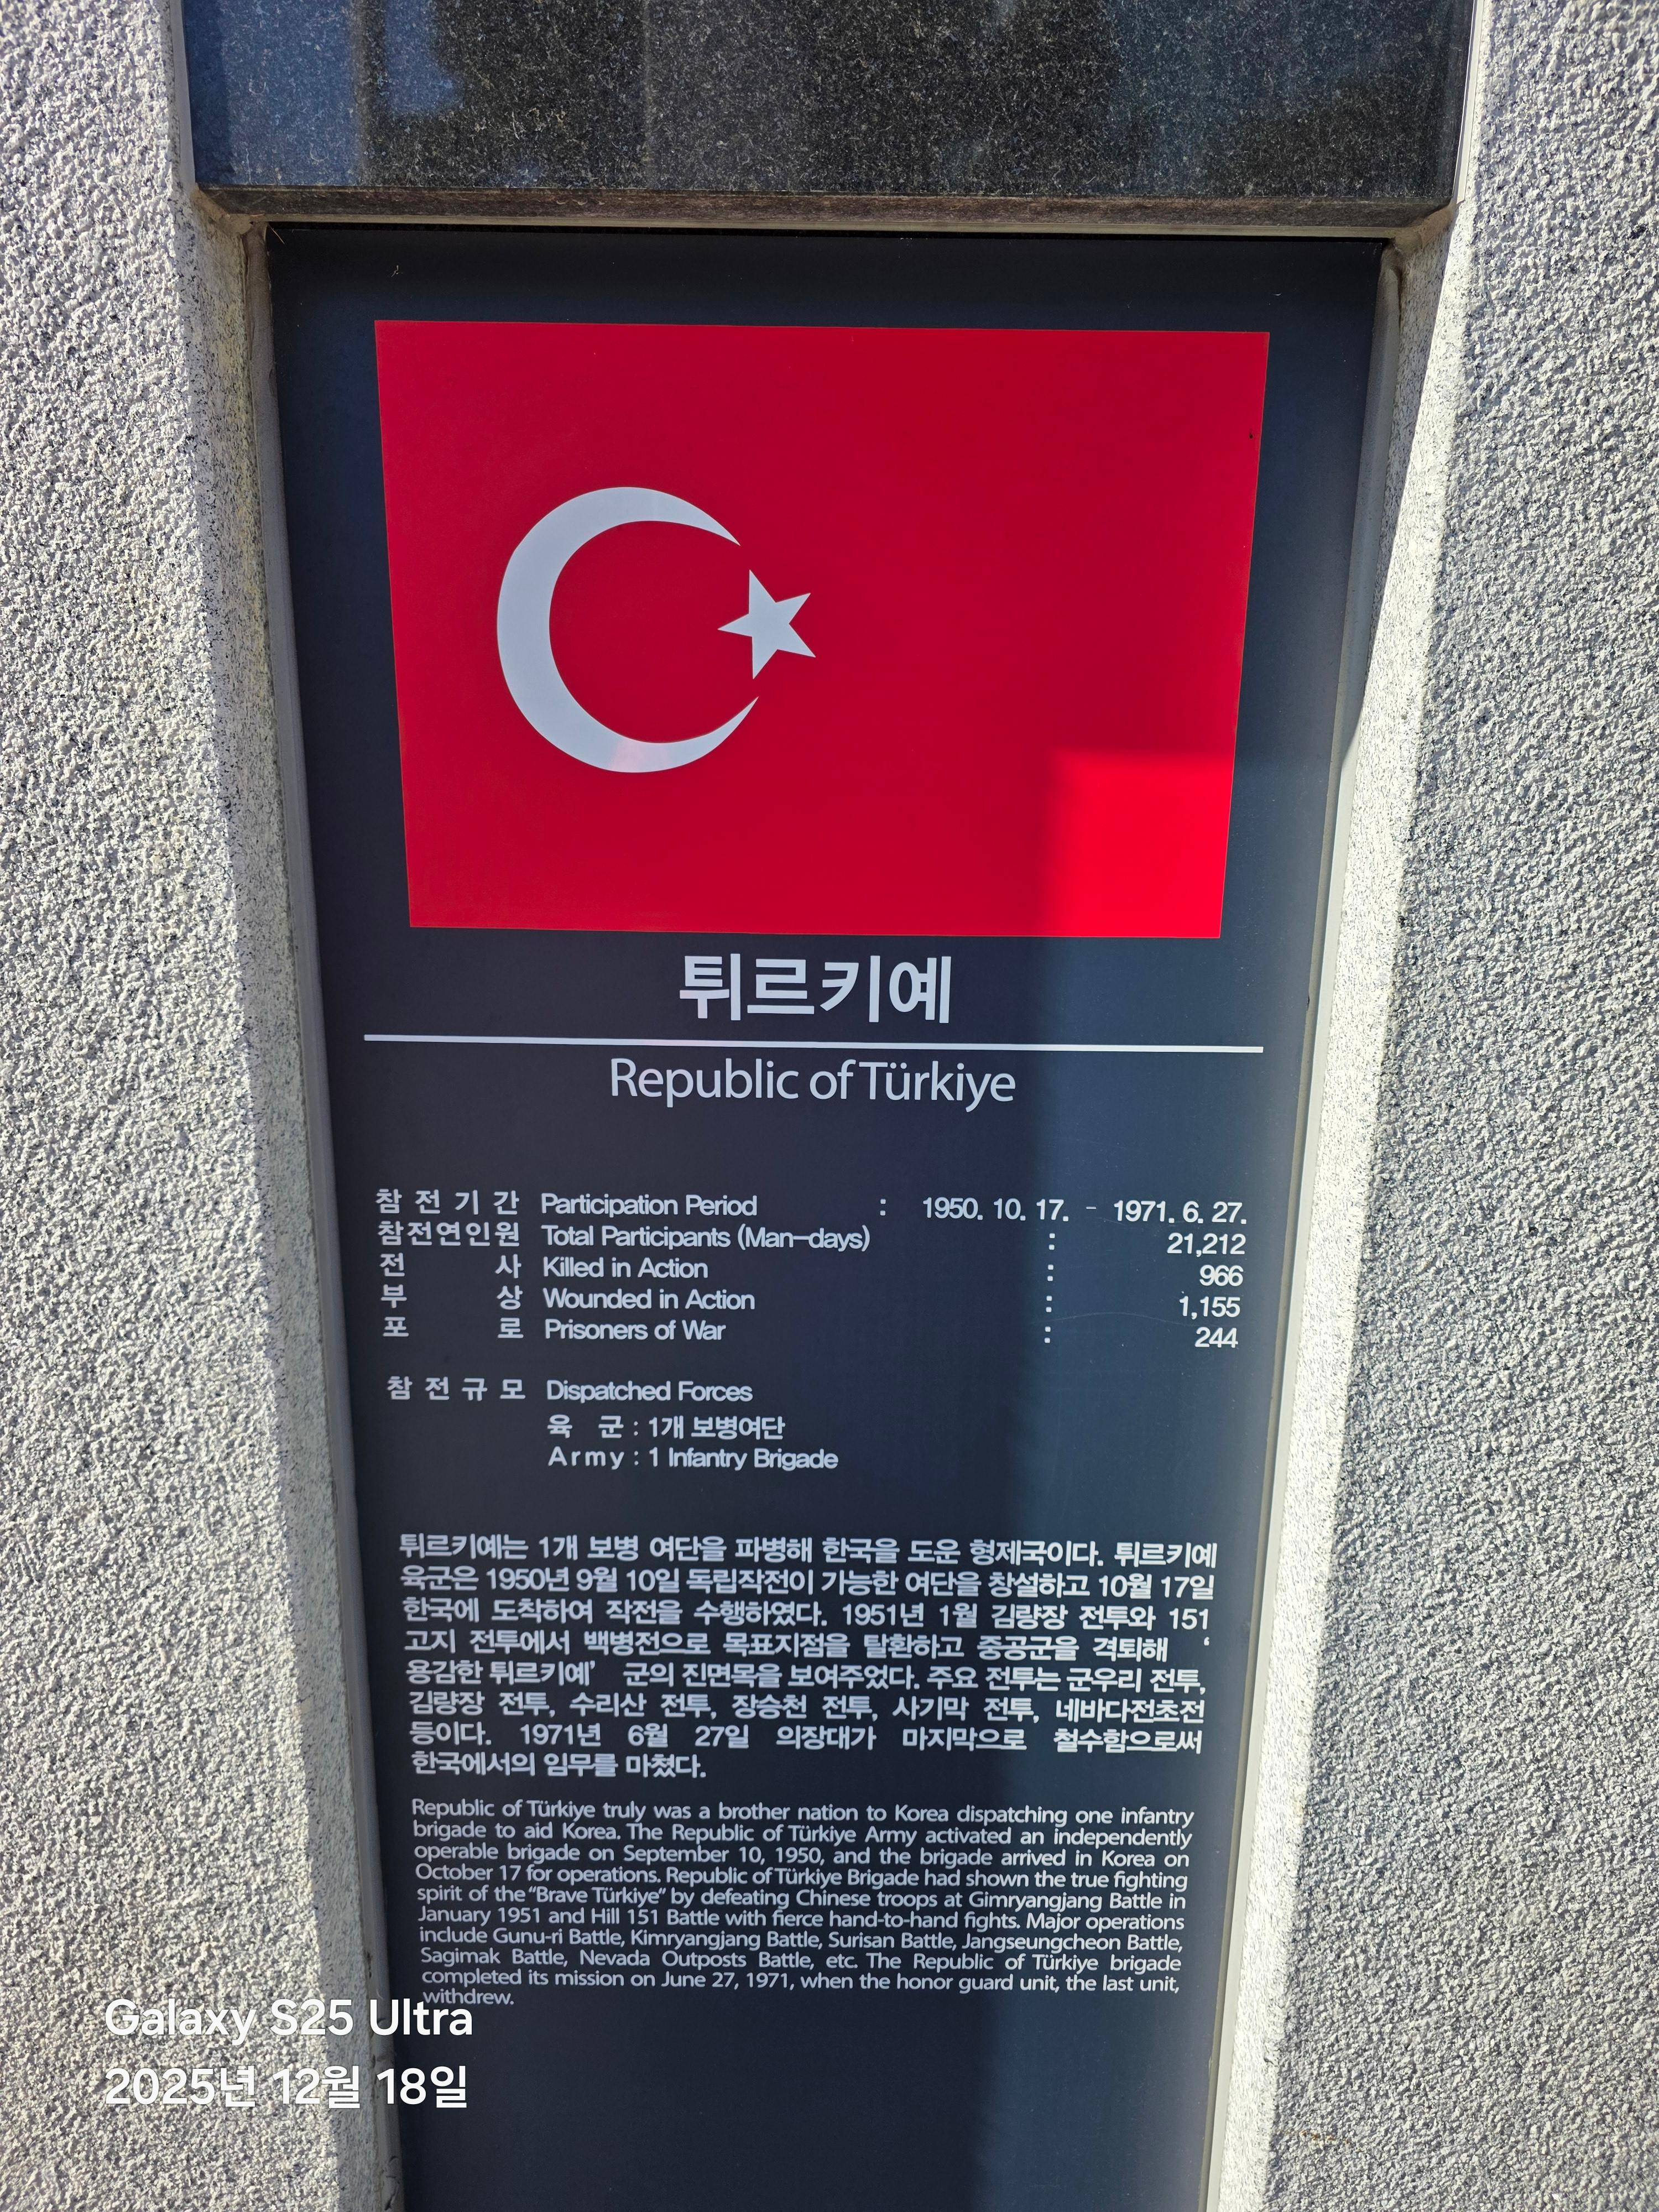 튀르키예
Republic of Türkiye
참 전 기 간 Participation Period : 1950. 10. 17. - 1971. 6. 27.
참전연인원 Total Participants (Man-days) : 21,212
전 사 Killed in Action : 966
부 상 Wounded in Action : 1,155
포 로 Prisoners of War : 244
참 전 규 모 Dispatched Forces
육 군 : 1개 보병여단
Army : 1 Infantry Brigade
튀르키예는 1개 보병 여단을 파병해 한국을 도운 형제국이다. 튀르키예
육군은 1950년 9월 10일 독립작전이 가능한 여단을 창설하고 10월 17일
한국에 도착하여 작전을 수행하였다. 1951년 1월 김량장 전투와 151
고지 전투에서 백병전으로 목표지점을 탈환하고 중공군을 격퇴해 ‘
용감한 튀르키예’ 군의 진면목을 보여주었다. 주요 전투는 군우리 전투,
김량장 전투, 수리산 전투, 장승천 전투, 사기막 전투, 네바다전초전
등이다. 1971년 6월 27일 의장대가 마지막으로 철수함으로써
한국에서의 임무를 마쳤다.
Republic of Türkiye truly was a brother nation to Korea dispatching one infantry
brigade to aid Korea. The Republic of Türkiye Army activated an independently
operable brigade on September 10, 1950, and the brigade arrived in Korea on
October 17 for operations. Republic of Türkiye Brigade had shown the true fighting
spirit of the “Brave Türkiye” by defeating Chinese troops at Gimryangjang Battle in
January 1951 and Hill 151 Battle with fierce hand-to-hand fights. Major operations
include Gunu-ri Battle, Kimryangjang Battle, Surisan Battle, Jangseungcheon Battle,
Sagimak Battle, Nevada Outposts Battle, etc. The Republic of Türkiye brigade
completed its mission on June 27, 1971, when the honor guard unit, the last unit,
withdrew.
Galaxy S25 Ultra
2025년 12월 18일